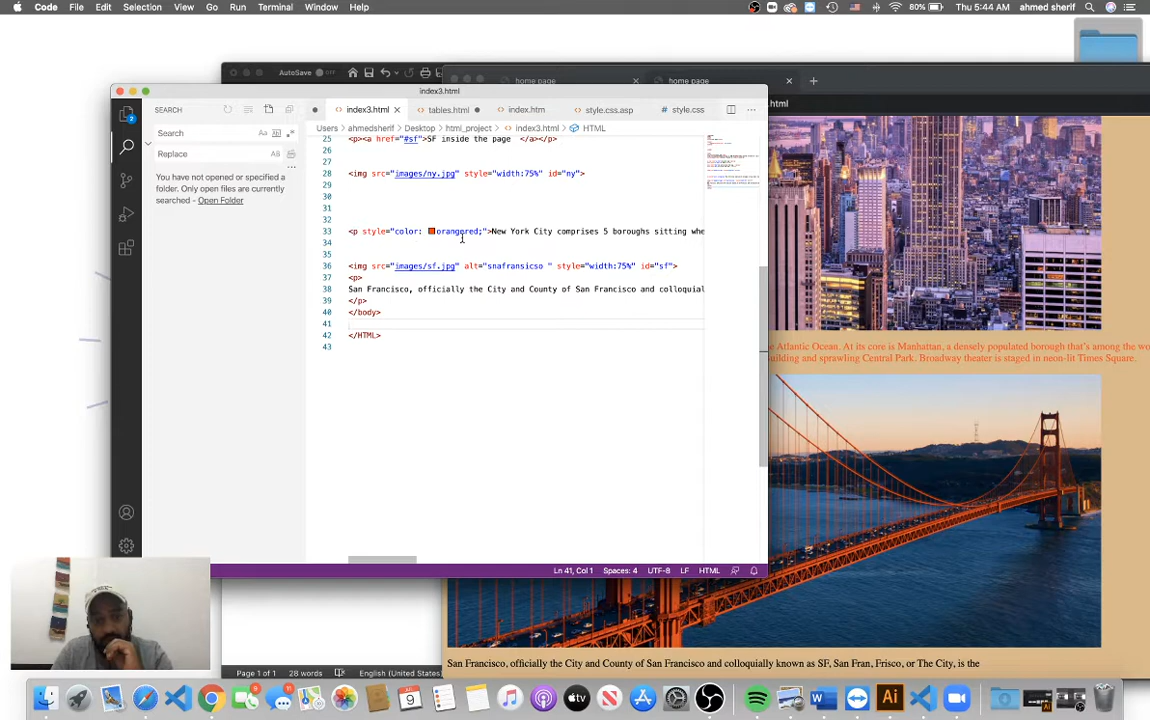 Code File Edit Selection View Go Run Terminal Window Help
80% Thu 5:44 AM ahmed sherif
AutoSave OFF
home page
home page
index3.html
SEARCH
index3.html
tables.html
index.htm
style.css.asp
# style.css
Users > ahmedsherif > Desktop > html_project > index3.html > HTML
Search
Replace
You have not opened or specified a
folder. Only open files are currently
searched - Open Folder
25 <p><a href="#sf">SF inside the page </a></p>
26
27
28 <img src="images/ny.jpg" style="width:75%" id="ny">
29
30
31
32
33 <p style="color: orangered;">New York City comprises 5 boroughs sitting whe
34
35
36 <img src="images/sf.jpg" alt="snafransicso " style="width:75%" id="sf">
37 <p>
38 San Francisco, officially the City and County of San Francisco and colloquial
39 </p>
40 </body>
41
42 </HTML>
43
Ln 41, Col 1 Spaces: 4 UTF-8 LF HTML
html
e Atlantic Ocean. At its core is Manhattan, a densely populated borough that's among the wo
uilding and sprawling Central Park. Broadway theater is staged in neon-lit Times Square.
San Francisco, officially the City and County of San Francisco and colloquially known as SF, San Fran, Frisco, or The City, is the
Page 1 of 1 28 words English (United States)